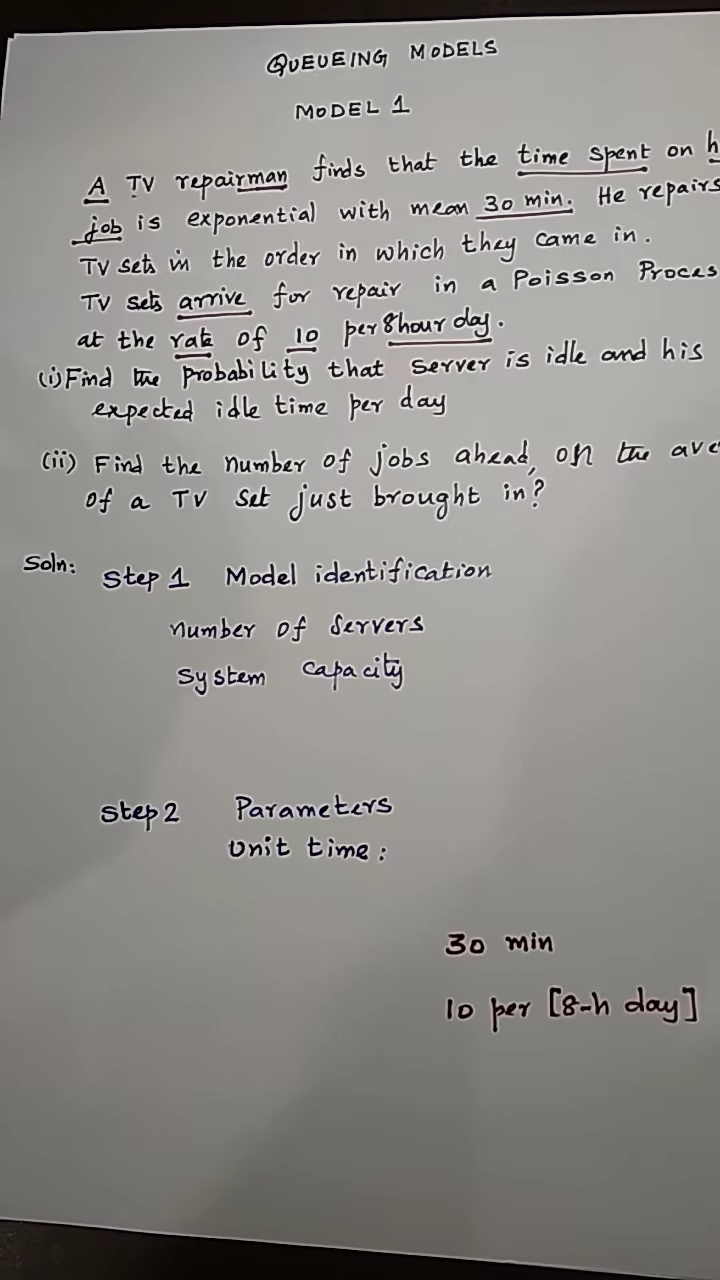 QUEUEING MODELS
MODEL 1
A TV repairman finds that the time spent on h
job is exponential with mean 30 min. He repairs
TV sets in the order in which they came in.
TV sets arrive for repair in a Poisson Proces
at the rate of 10 per 8hour day.
(i) Find the probability that server is idle and his
expected idle time per day
(ii) Find the number of jobs ahead, on the ave
of a TV set just brought in?
Soln: Step 1 Model identification
number of servers
system capacity
Step 2 Parameters
Unit time:
30 min
10 per [8-h day]